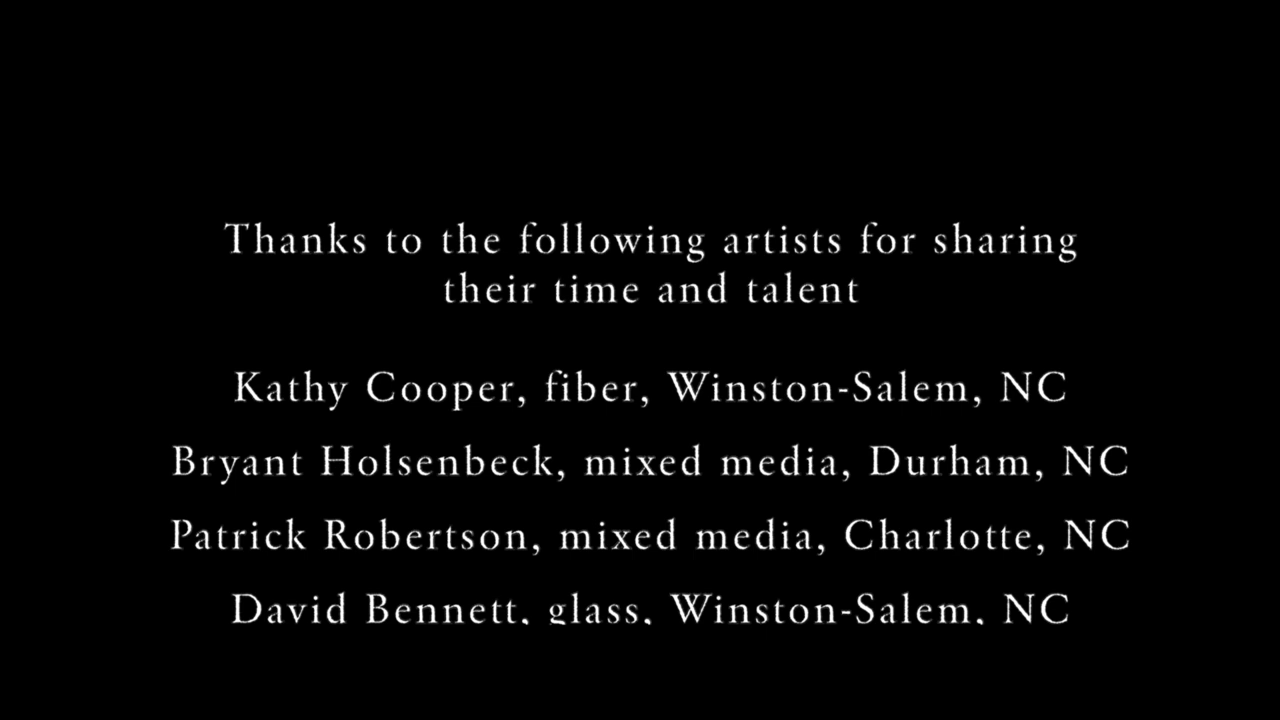 Thanks to the following artists for sharing
their time and talent
Kathy Cooper, fiber, Winston-Salem, NC
Bryant Holsenbeck, mixed media, Durham, NC
Patrick Robertson, mixed media, Charlotte, NC
David Bennett, glass, Winston-Salem, NC